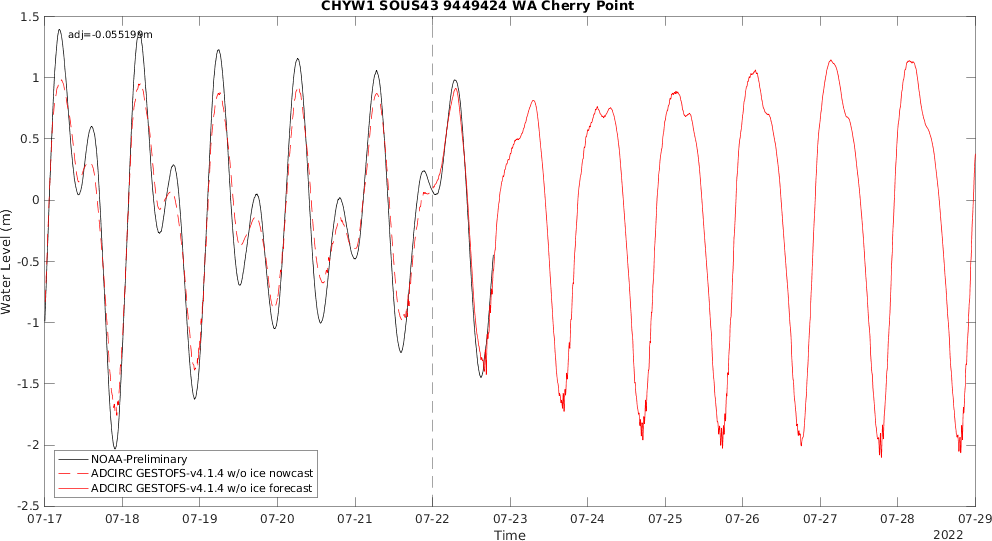 CHYW1 SOUS43 9449424 WA Cherry Point
adj=-0.055199m
1.5
1
0.5
0
-0.5
-1
-1.5
-2
-2.5
Water Level (m)
NOAA-Preliminary
ADCIRC GESTOFS-v4.1.4 w/o ice nowcast
ADCIRC GESTOFS-v4.1.4 w/o ice forecast
07-17 07-18 07-19 07-20 07-21 07-22 07-23 07-24 07-25 07-26 07-27 07-28 07-29
Time
2022